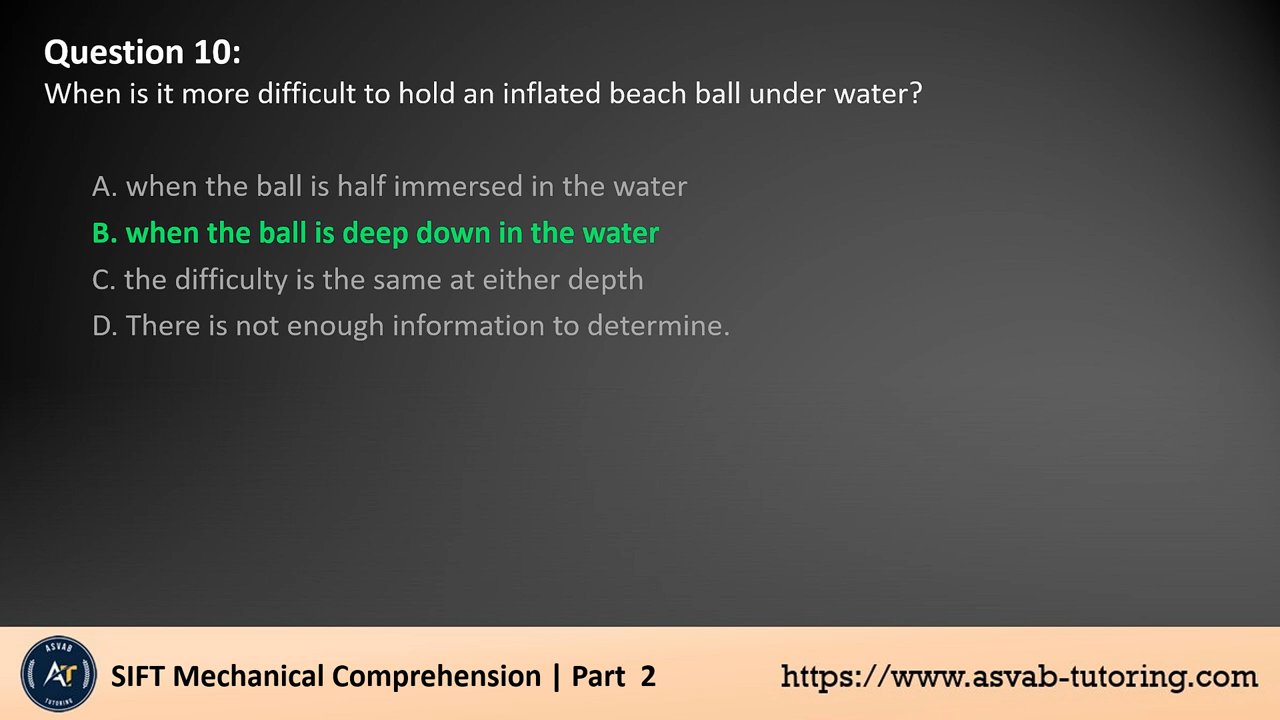 Question 10:
When is it more difficult to hold an inflated beach ball under water?
A. when the ball is half immersed in the water
B. when the ball is deep down in the water
C. the difficulty is the same at either depth
D. There is not enough information to determine.
ASVAB
AT
TUTORING
SIFT Mechanical Comprehension | Part 2
https://www.asvab-tutoring.com